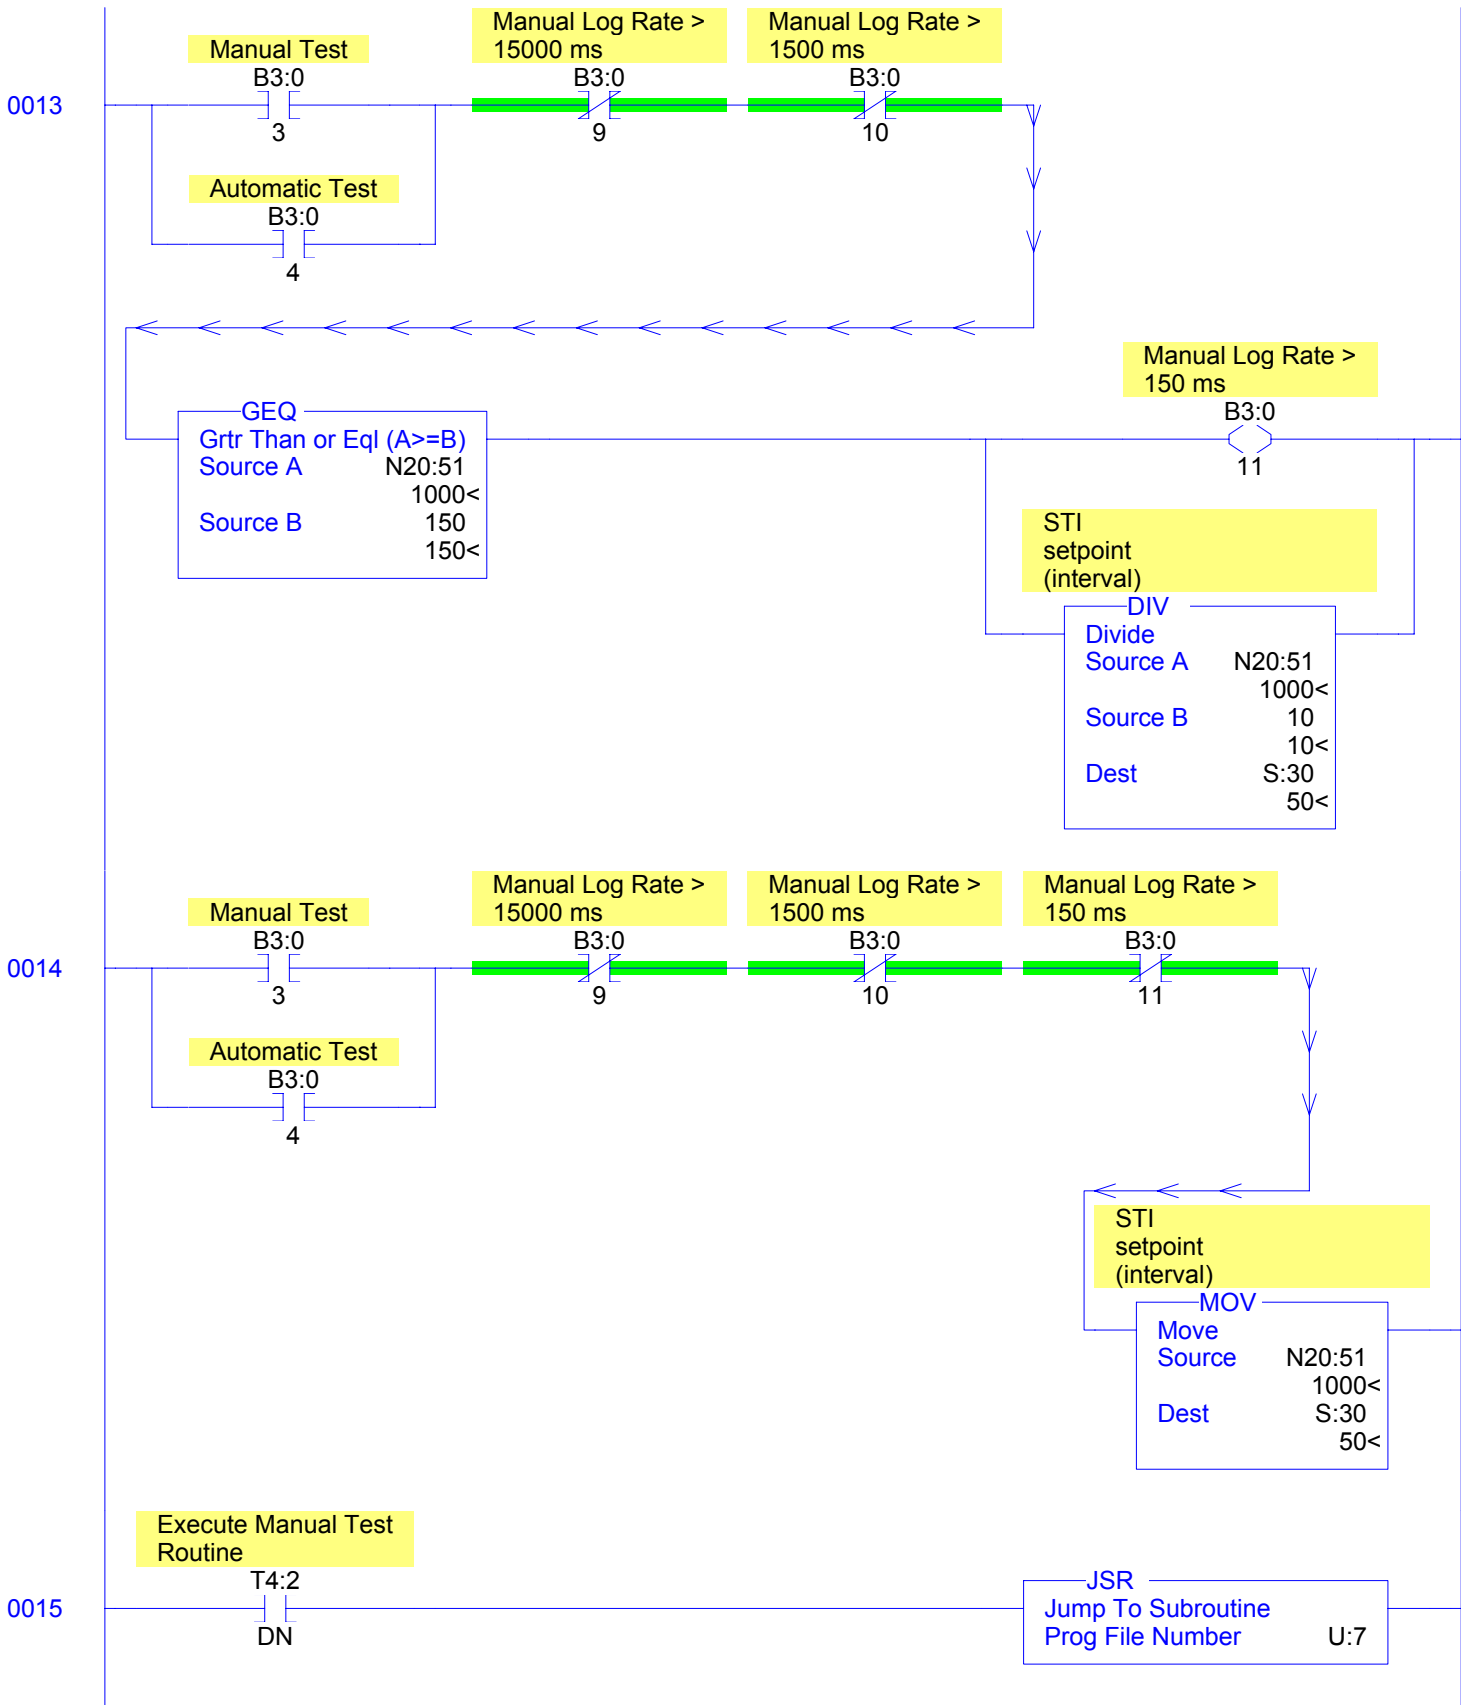 0013
Manual Test
B3:0
3
Manual Log Rate >
15000 ms
B3:0
9
Manual Log Rate >
1500 ms
B3:0
10
Automatic Test
B3:0
4
GEQ
Grtr Than or Eql (A>=B)
Source A N20:51
1000<
Source B 150
150<
Manual Log Rate >
150 ms
B3:0
11
STI
setpoint
(interval)
DIV
Divide
Source A N20:51
1000<
Source B 10
10<
Dest S:30
50<
0014
Manual Test
B3:0
3
Manual Log Rate >
15000 ms
B3:0
9
Manual Log Rate >
1500 ms
B3:0
10
Manual Log Rate >
150 ms
B3:0
11
Automatic Test
B3:0
4
STI
setpoint
(interval)
MOV
Move
Source N20:51
1000<
Dest S:30
50<
0015
Execute Manual Test
Routine
T4:2
DN
JSR
Jump To Subroutine
Prog File Number U:7